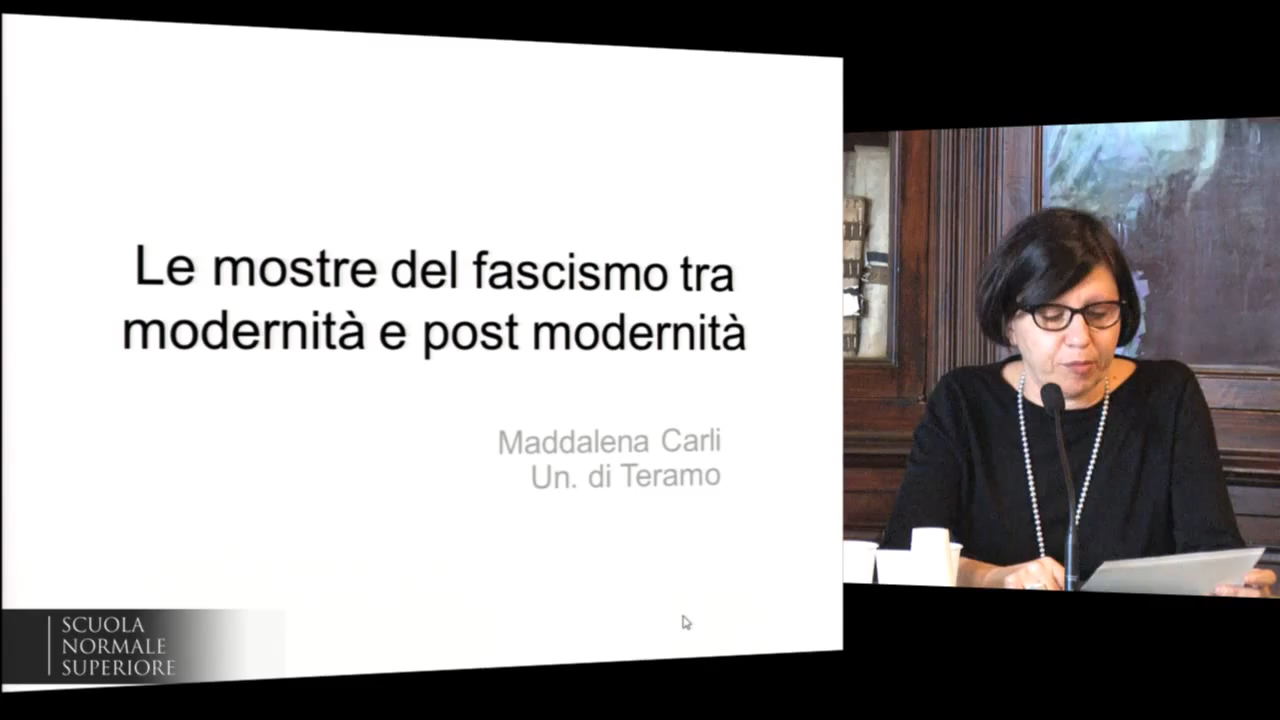 Le mostre del fascismo tra
modernità e post modernità
Maddalena Carli
Un. di Teramo
SCUOLA
NORMALE
SUPERIORE